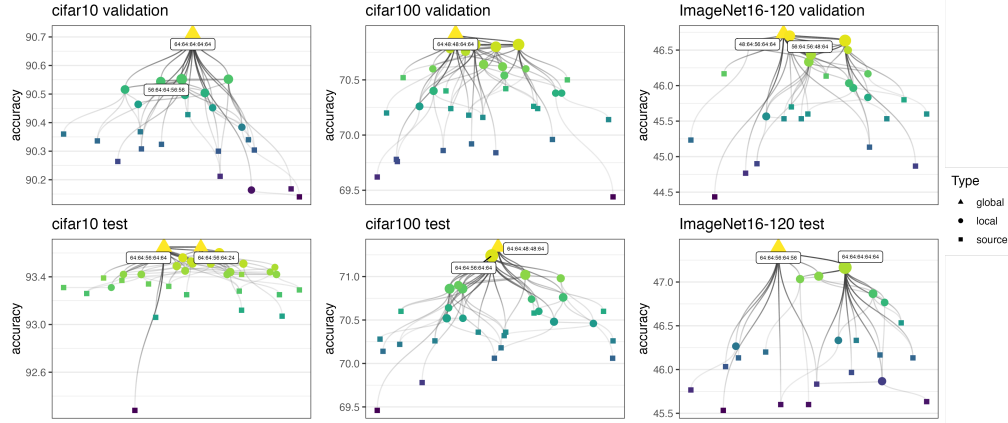 cifar10 validation
accuracy
90.7
90.6
90.5
90.4
90.3
90.2
64:64:64:64:64
56:64:64:56:56
cifar100 validation
accuracy
70.5
70.0
69.5
64:48:48:64:64
ImageNet16-120 validation
accuracy
46.5
46.0
45.5
45.0
44.5
48:64:56:64:64
56:64:56:48:64
cifar10 test
accuracy
93.4
93.0
92.6
64:64:56:64:64
64:56:64:64:24
cifar100 test
accuracy
71.0
70.5
70.0
69.5
64:64:48:48:64
64:64:56:64:64
ImageNet16-120 test
accuracy
47.0
46.5
46.0
45.5
64:64:56:64:56
64:64:64:64:64
Type
global
local
source